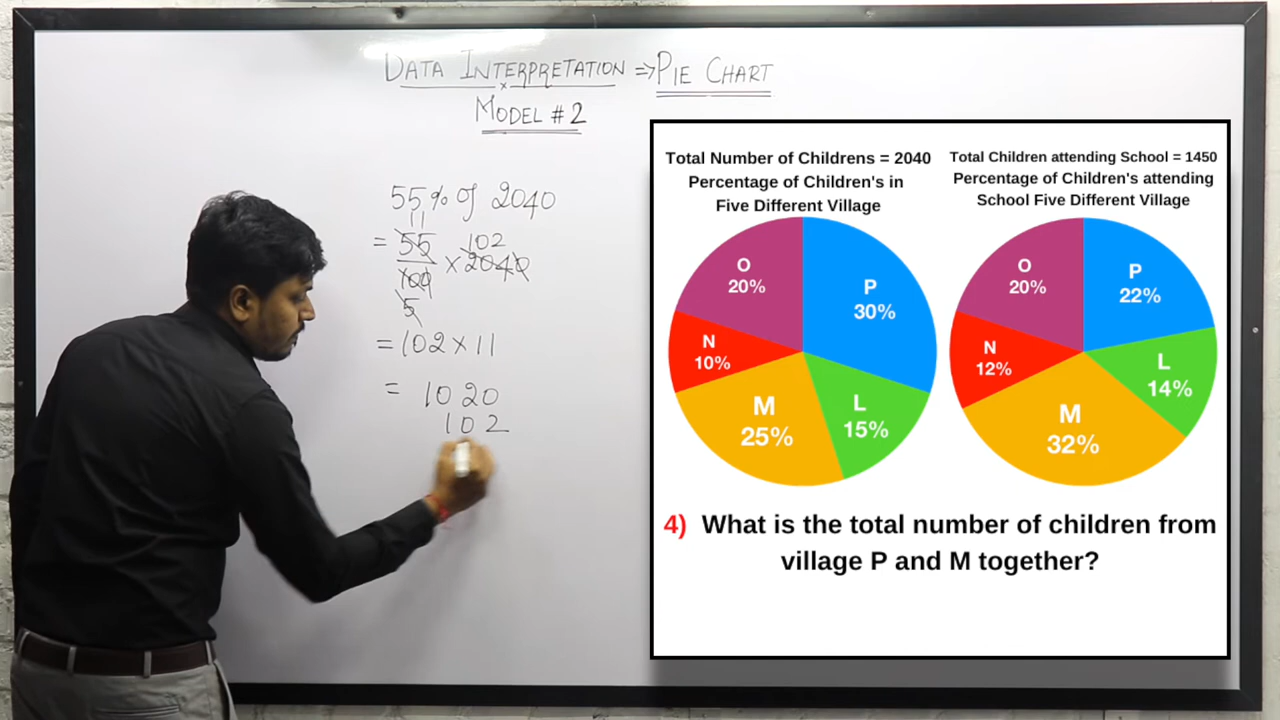 DATA INTERPRETATION ⇒ PIE CHART
MODEL #2
55% of 2040
11
= 55 102
100 × 2040
5
= 102 × 11
= 1020
102
Total Number of Childrens = 2040
Percentage of Children's in
Five Different Village
O
20%
P
30%
N
10%
M
25%
L
15%
Total Children attending School = 1450
Percentage of Children's attending
School Five Different Village
O
20%
P
22%
N
12%
L
14%
M
32%
4) What is the total number of children from
village P and M together?